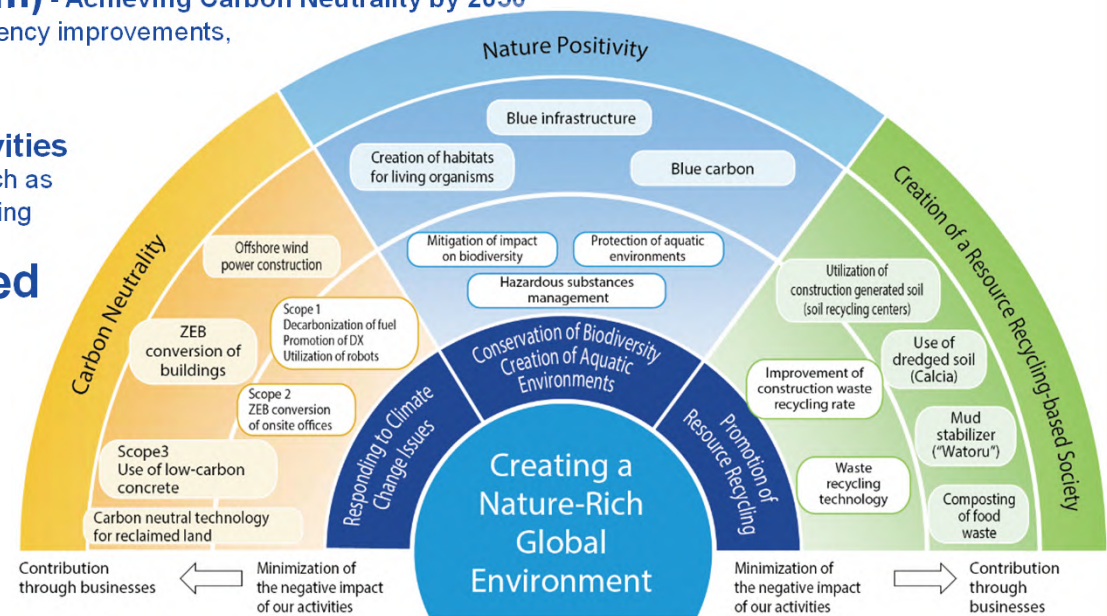 - Achieving Carbon Neutrality by 2050
improvements,
Nature Positivity
Blue infrastructure
Creation of habitats
for living organisms
Blue carbon
Mitigation of impact
on biodiversity
Protection of aquatic
environments
Hazardous substances
management
Conservation of Biodiversity
Creation of Aquatic
Environments
Carbon Neutrality
Offshore wind
power construction
Scope 1
Decarbonization of fuel
Promotion of DX
Utilization of robots
ZEB
conversion of
buildings
Scope 2
ZEB conversion
of onsite offices
Scope3
Use of low-carbon
concrete
Carbon neutral technology
for reclaimed land
Responding to Climate
Change Issues
Creation of a Resource Recycling-based Society
Utilization of
construction generated soil
(soil recycling centers)
Use of
dredged soil
(Calcia)
Improvement of
construction waste
recycling rate
Mud
stabilizer
("Watoru")
Waste
recycling
technology
Composting
of food
waste
Promotion of
Resource Recycling
Creating a
Nature-Rich
Global
Environment
Contribution
through businesses
Minimization of
the negative impact
of our activities
Minimization of
the negative impact
of our activities
Contribution
through
businesses